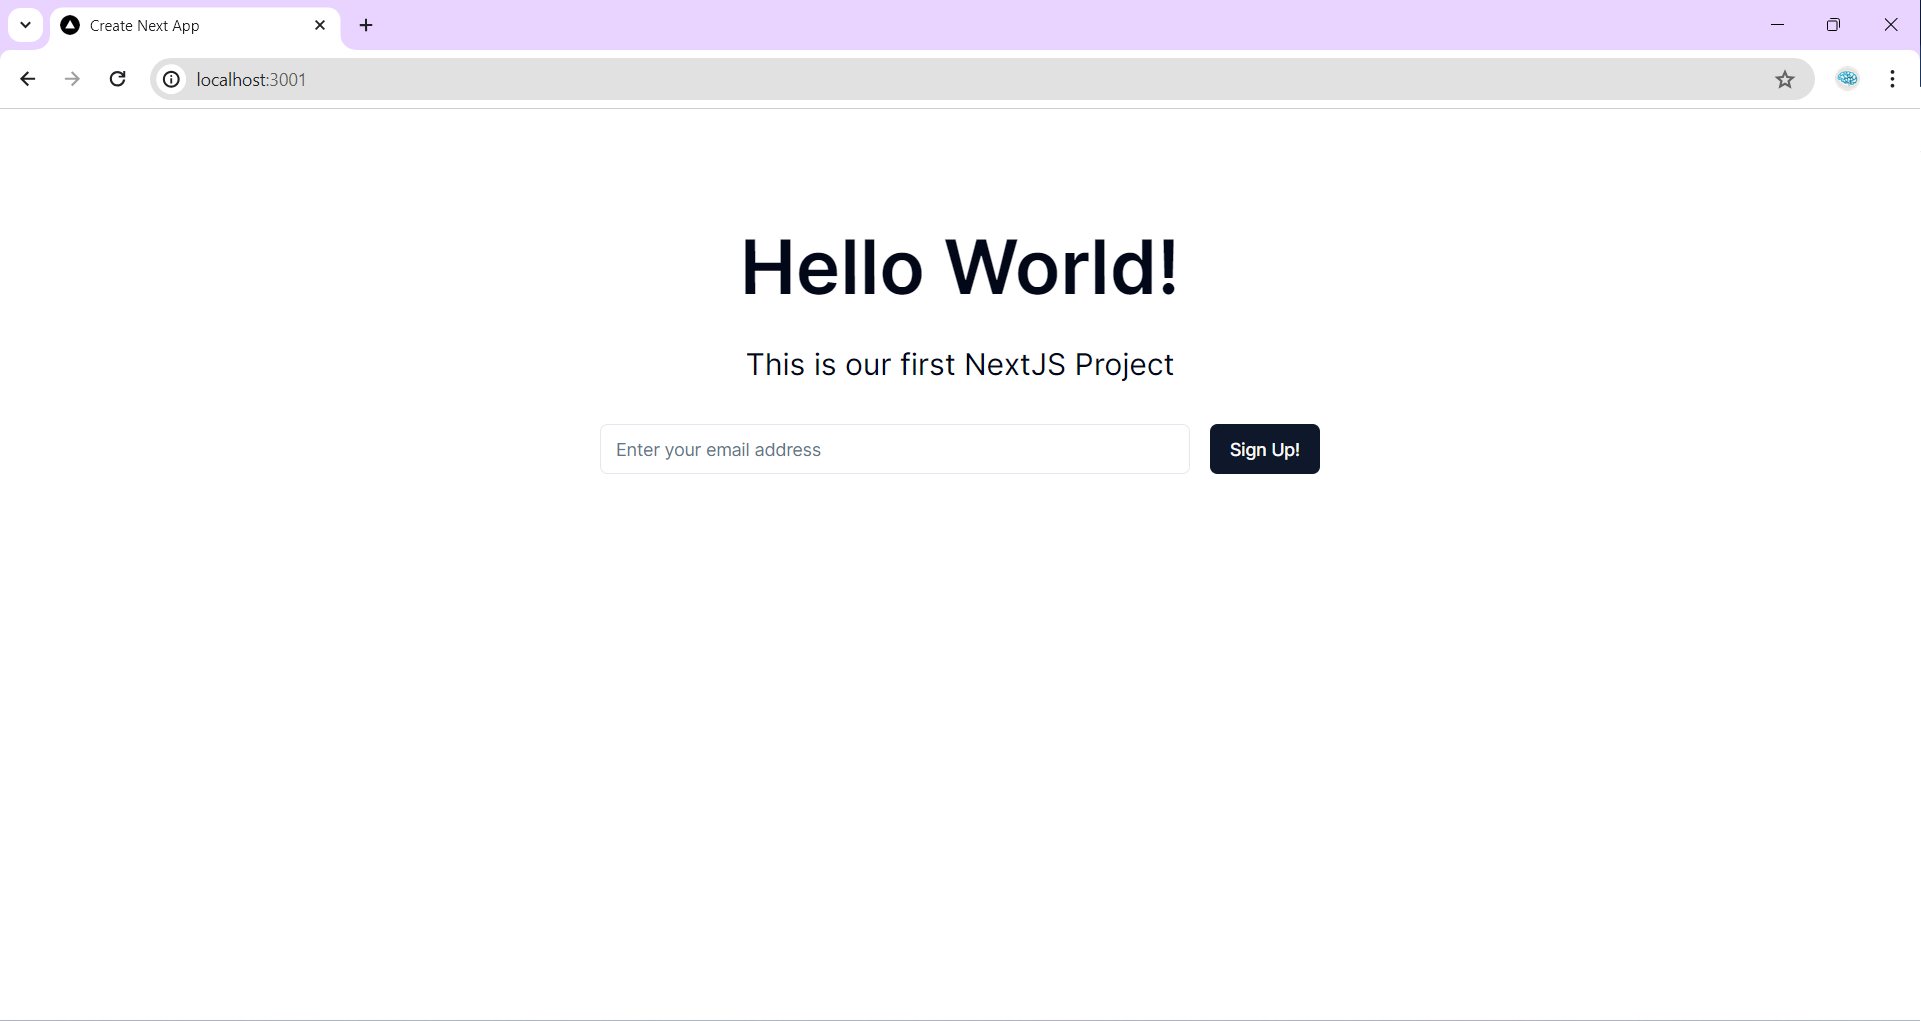 Create Next App
localhost:3001
Hello World!
This is our first NextJS Project
Enter your email address
Sign Up!